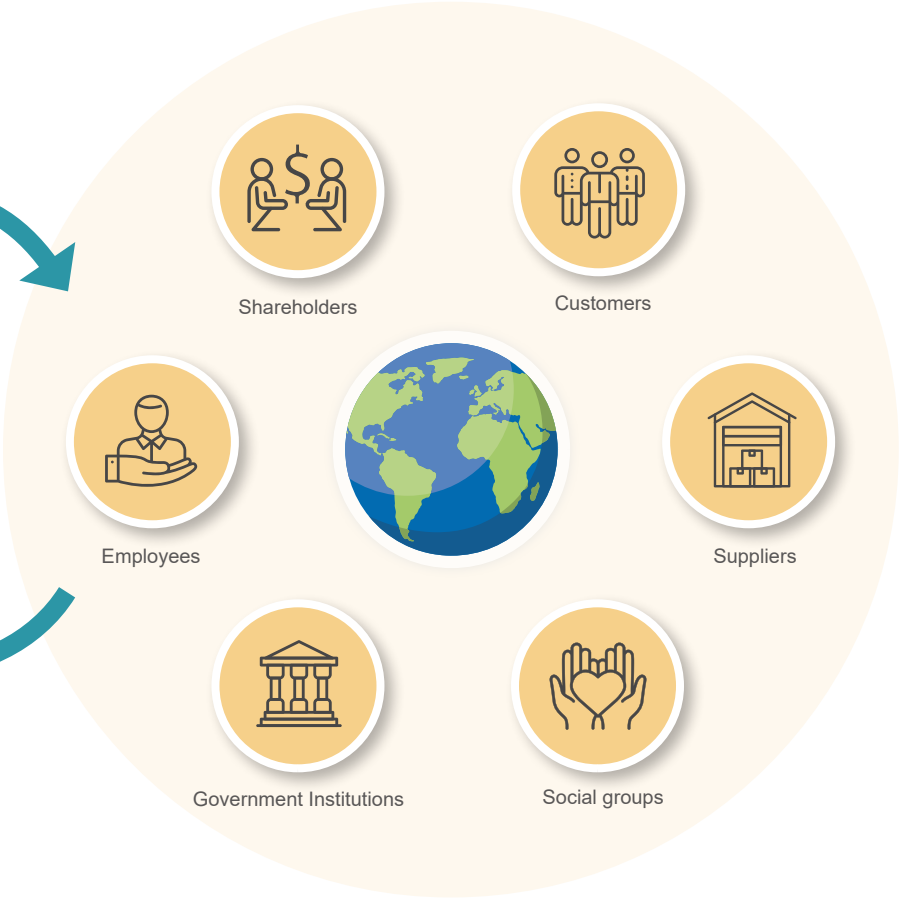 Shareholders
Customers
Employees
Suppliers
Government Institutions
Social groups